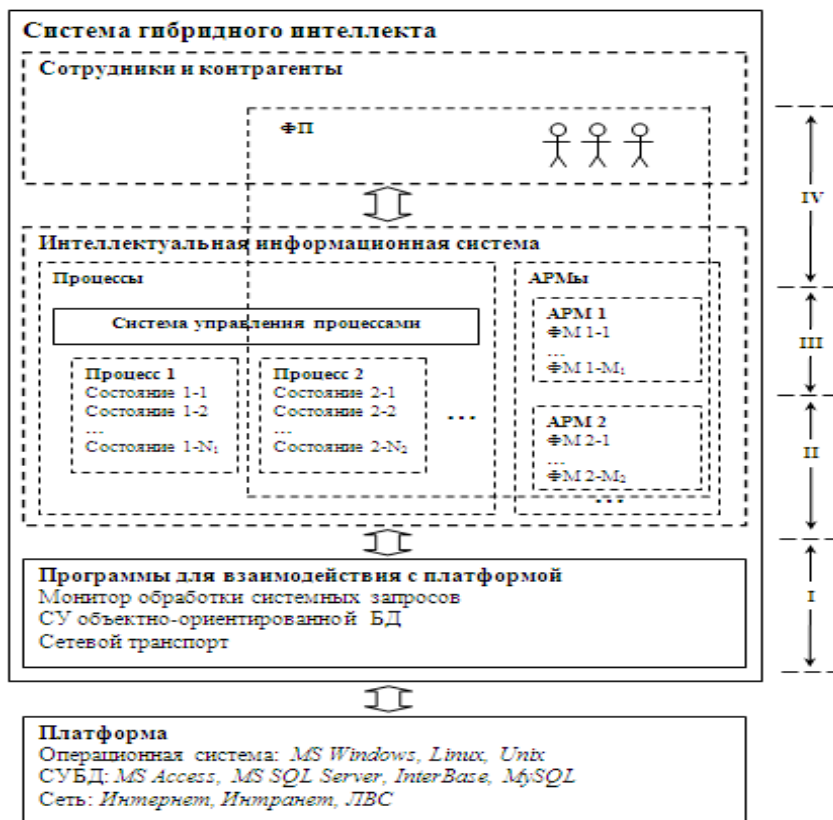 Система гибридного интеллекта
Сотрудники и контрагенты
ФП
Интеллектуальная информационная система
Процессы
Система управления процессами
Процесс 1
Состояние 1-1
Состояние 1-2
...
Состояние 1-N₁
Процесс 2
Состояние 2-1
Состояние 2-2
...
Состояние 2-N₂
...
АРМы
АРМ 1
ФМ 1-1
...
ФМ 1-M₁
АРМ 2
ФМ 2-1
...
ФМ 2-M₂
...
Программы для взаимодействия с платформой
Монитор обработки системных запросов
СУ объектно-ориентированной БД
Сетевой транспорт
Платформа
Операционная система: MS Windows, Linux, Unix
СУБД: MS Access, MS SQL Server, InterBase, MySQL
Сеть: Интернет, Интранет, ЛВС
IV
III
II
I